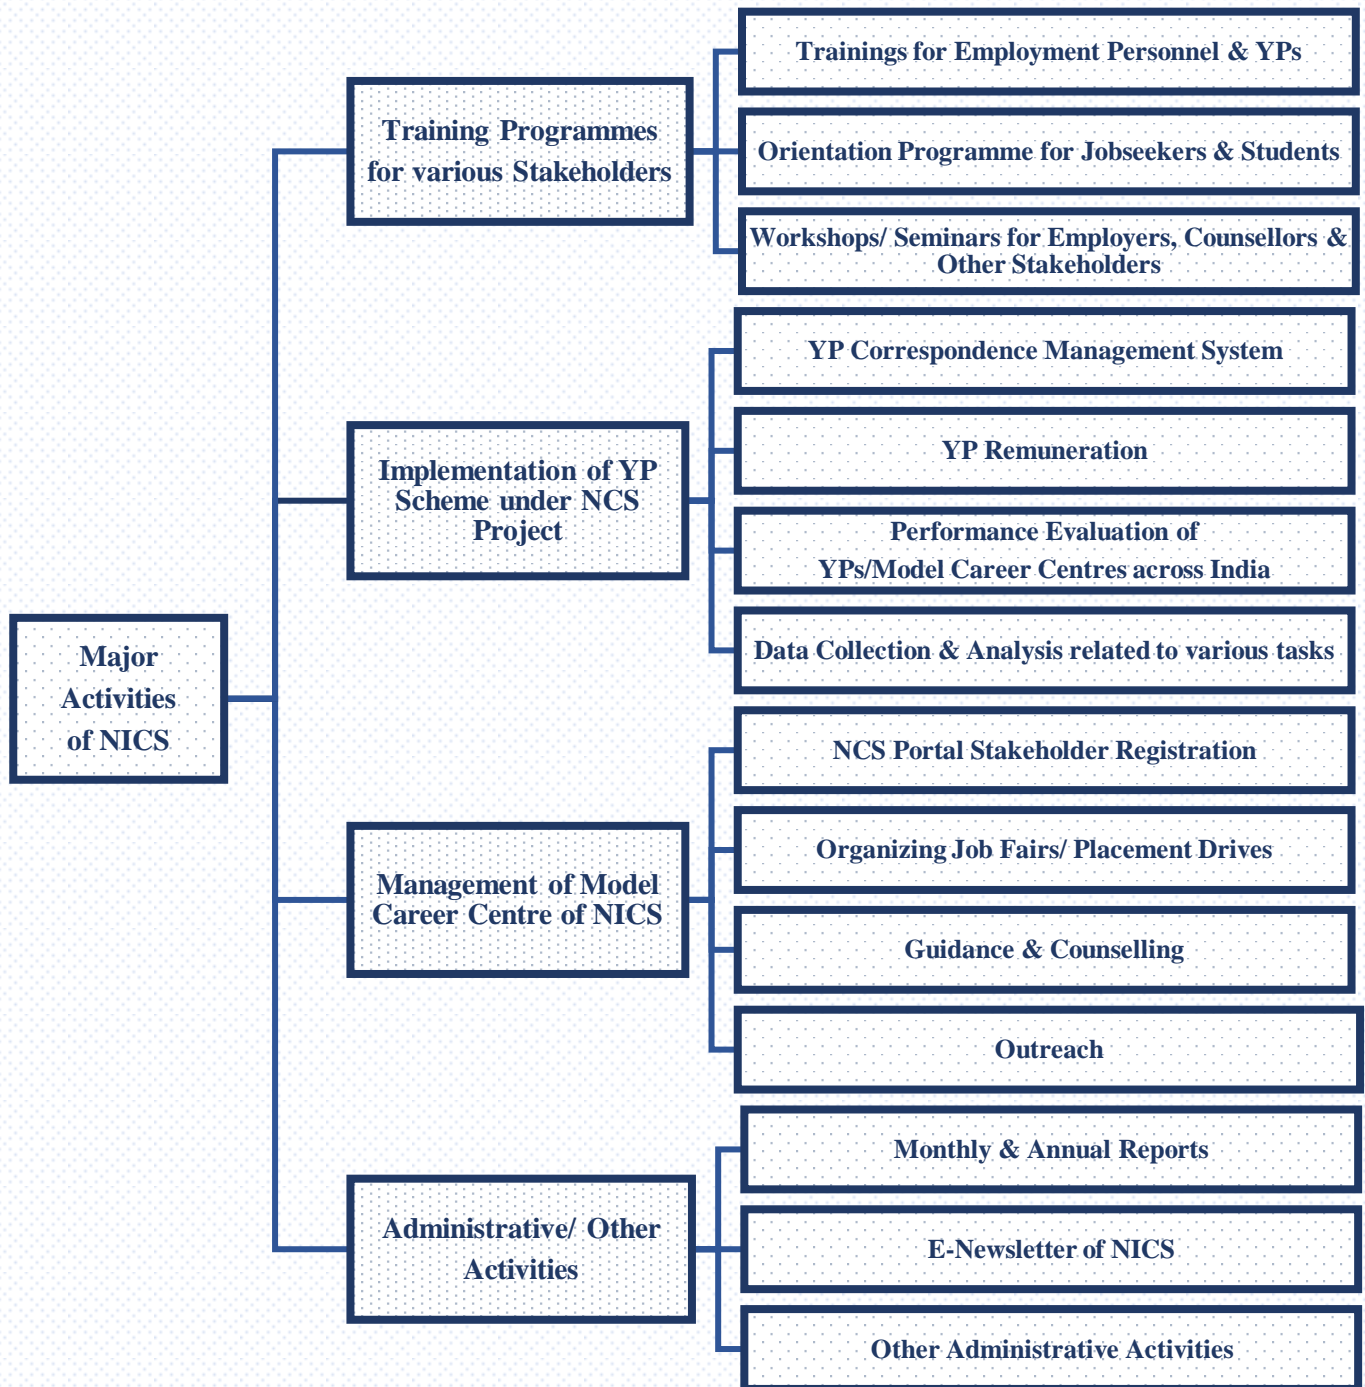 Major
Activities
of NICS
Training Programmes
for various Stakeholders
Trainings for Employment Personnel & YPs
Orientation Programme for Jobseekers & Students
Workshops/ Seminars for Employers, Counsellors &
Other Stakeholders
Implementation of YP
Scheme under NCS
Project
YP Correspondence Management System
YP Remuneration
Performance Evaluation of
YPs/Model Career Centres across India
Data Collection & Analysis related to various tasks
Management of Model
Career Centre of NICS
NCS Portal Stakeholder Registration
Organizing Job Fairs/ Placement Drives
Guidance & Counselling
Outreach
Administrative/ Other
Activities
Monthly & Annual Reports
E-Newsletter of NICS
Other Administrative Activities